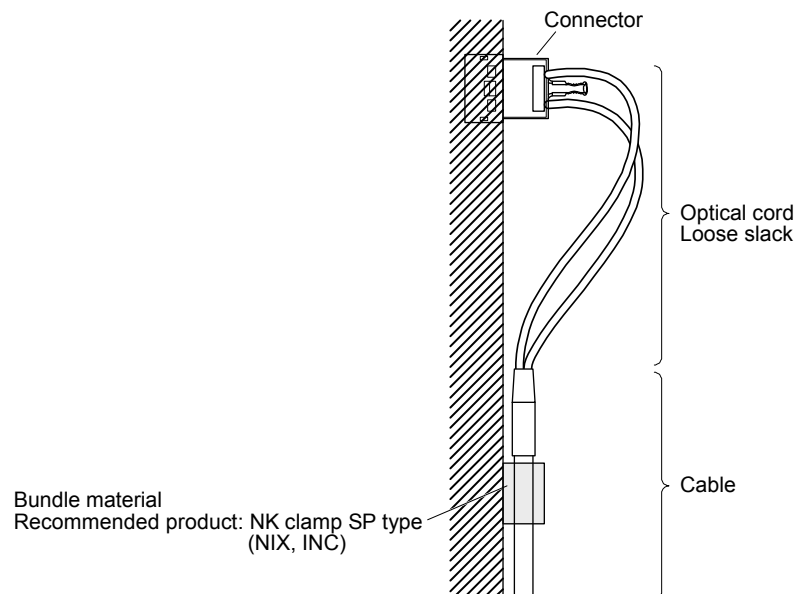 Connector
Optical cord
Loose slack
Cable
Bundle material
Recommended product: NK clamp SP type
(NIX, INC)